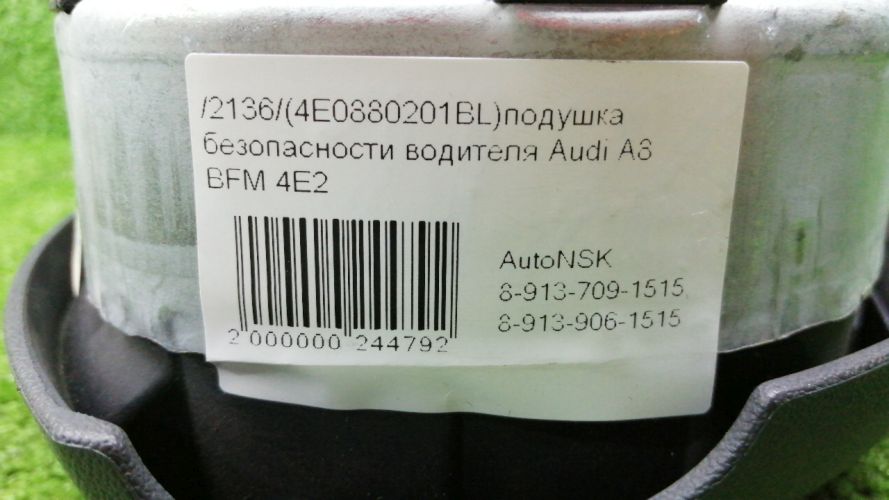 /2136/(4E0880201BL)подушка
безопасности водителя Audi A8
BFM 4E2
AutoNSK
8-913-709-1515
8-913-906-1515
2 000000 244792